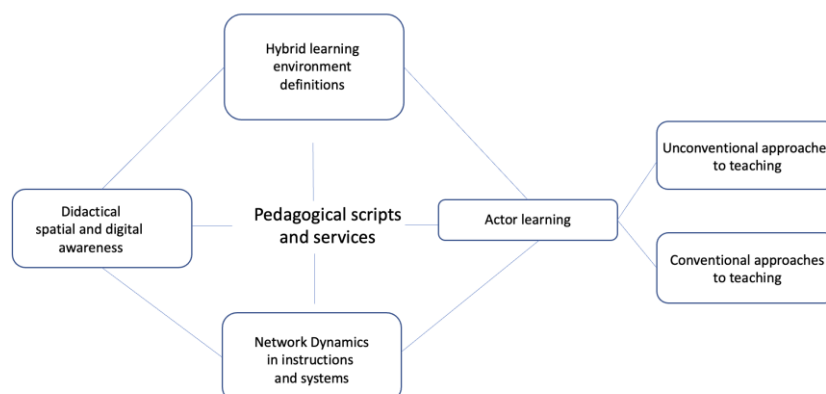 Hybrid learning
environment
definitions
Unconventional approaches
to teaching
Didactical
spatial and digital
awareness
Pedagogical scripts
and services
Actor learning
Conventional approaches
to teaching
Network Dynamics
in instructions
and systems